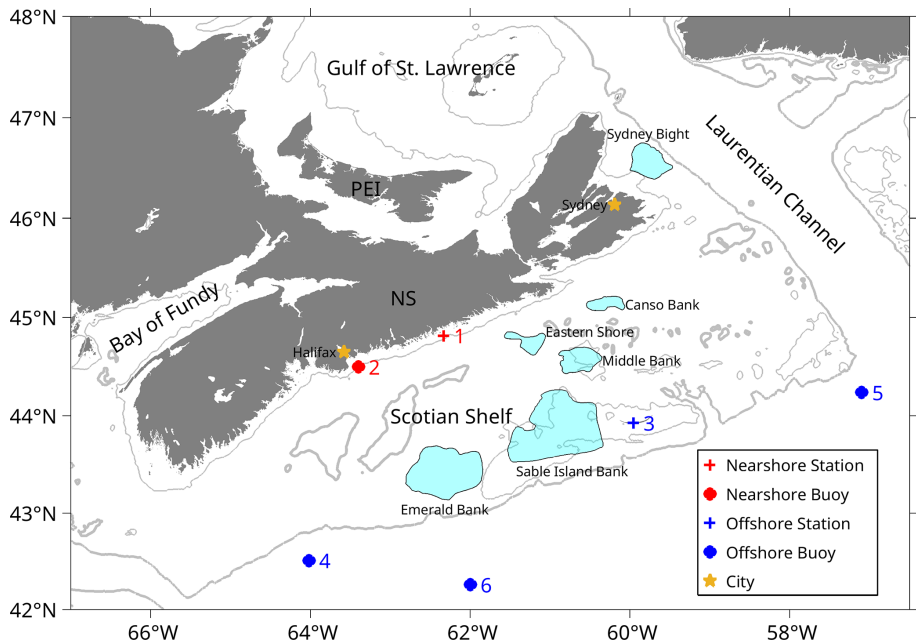 48°N
Gulf of St. Lawrence
47°N
Sydney Bight
Laurentian Channel
PEI
46°N
Sydney
NS
Canso Bank
Bay of Fundy
45°N
1
Eastern Shore
Halifax
Middle Bank
2
5
44°N
Scotian Shelf
3
Sable Island Bank
Nearshore Station
Nearshore Buoy
Offshore Station
Offshore Buoy
City
Emerald Bank
43°N
4
6
42°N
66°W
64°W
62°W
60°W
58°W